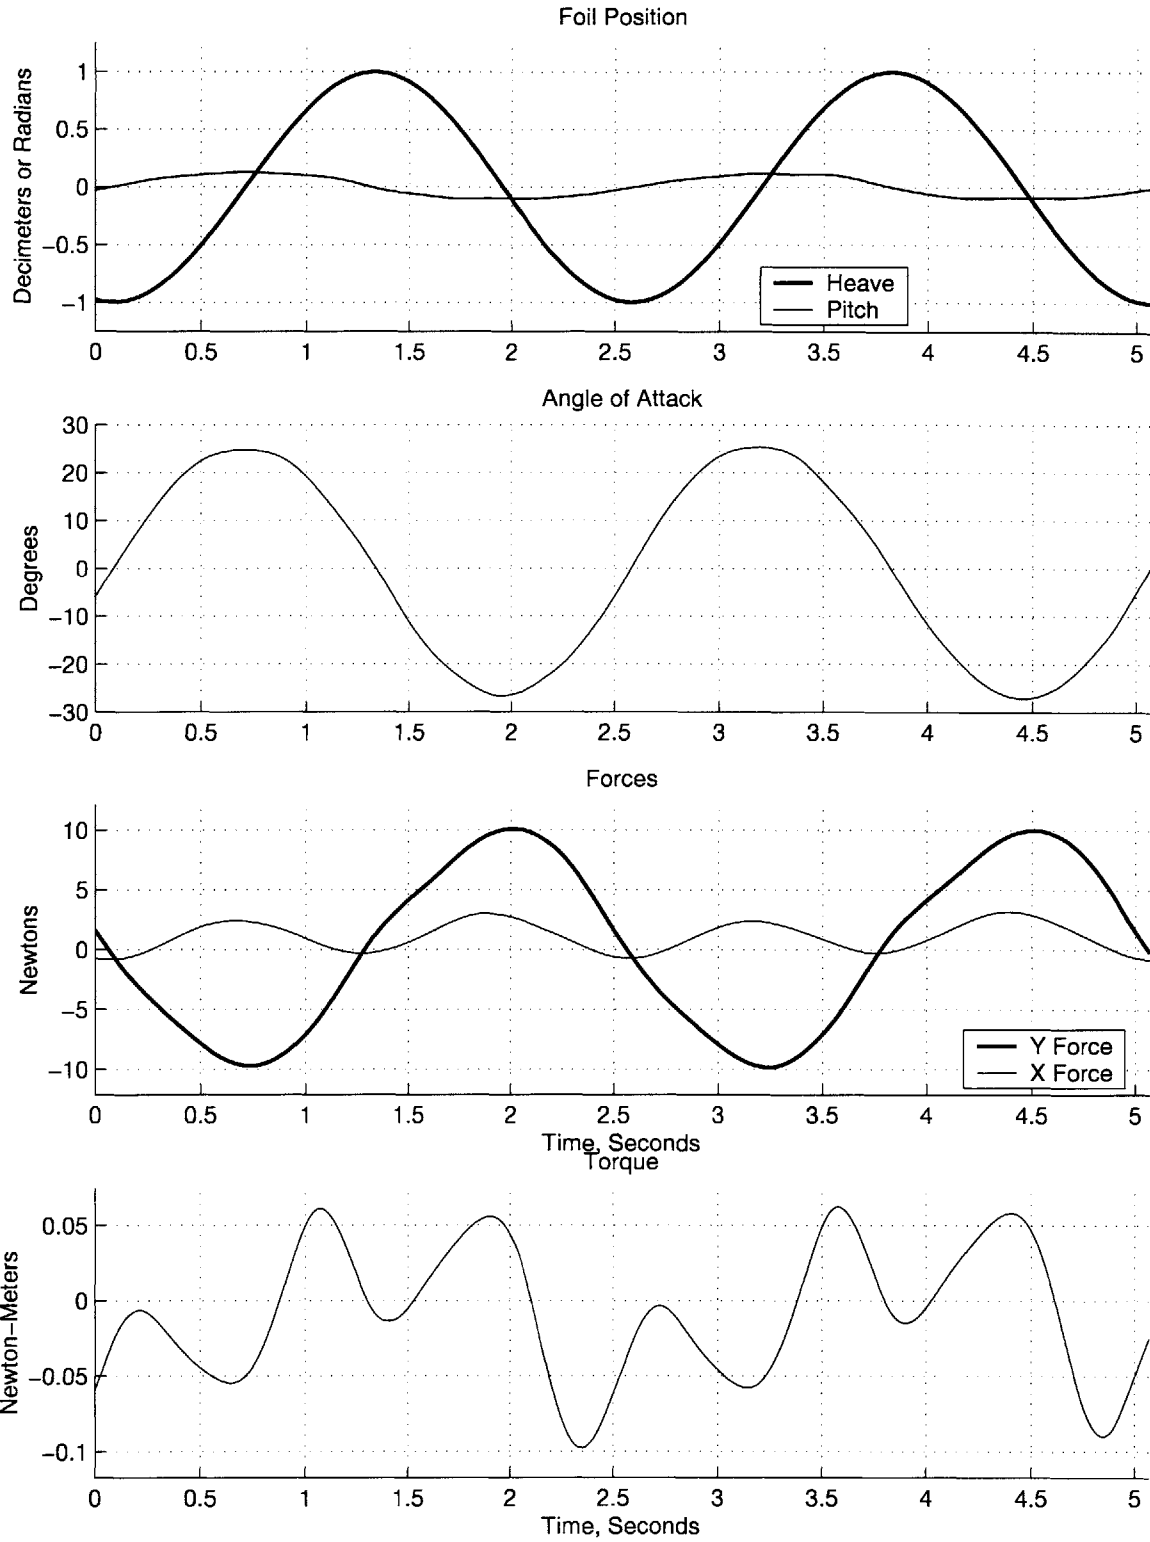 Foil Position
Decimeters or Radians
1
0.5
0
−0.5
−1
Heave
Pitch
0 0.5 1 1.5 2 2.5 3 3.5 4 4.5 5
Angle of Attack
Degrees
30
20
10
0
−10
−20
−30
0 0.5 1 1.5 2 2.5 3 3.5 4 4.5 5
Forces
Newtons
10
5
0
−5
−10
Y Force
X Force
0 0.5 1 1.5 2 2.5 3 3.5 4 4.5 5
Time, Seconds
Torque
Newton−Meters
0.05
0
−0.05
−0.1
0 0.5 1 1.5 2 2.5 3 3.5 4 4.5 5
Time, Seconds